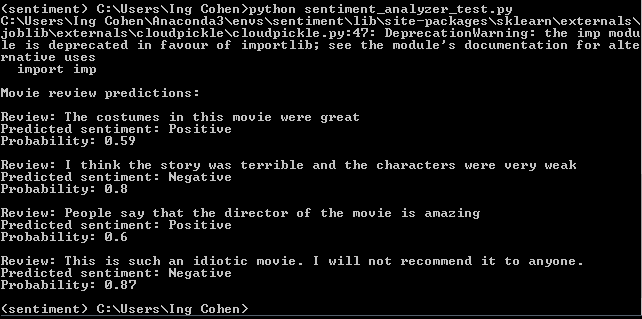 (sentiment) C:\Users\Ing Cohen>python sentiment_analyzer_test.py
C:\Users\Ing Cohen\Anaconda3\envs\sentiment\lib\site-packages\sklearn\externals\
joblib\externals\cloudpickle\cloudpickle.py:47: DeprecationWarning: the imp modu
le is deprecated in favour of importlib; see the module's documentation for alte
rnative uses
  import imp
Movie review predictions:
Review: The costumes in this movie were great
Predicted sentiment: Positive
Probability: 0.59
Review: I think the story was terrible and the characters were very weak
Predicted sentiment: Negative
Probability: 0.8
Review: People say that the director of the movie is amazing
Predicted sentiment: Positive
Probability: 0.6
Review: This is such an idiotic movie. I will not recommend it to anyone.
Predicted sentiment: Negative
Probability: 0.87
(sentiment) C:\Users\Ing Cohen>